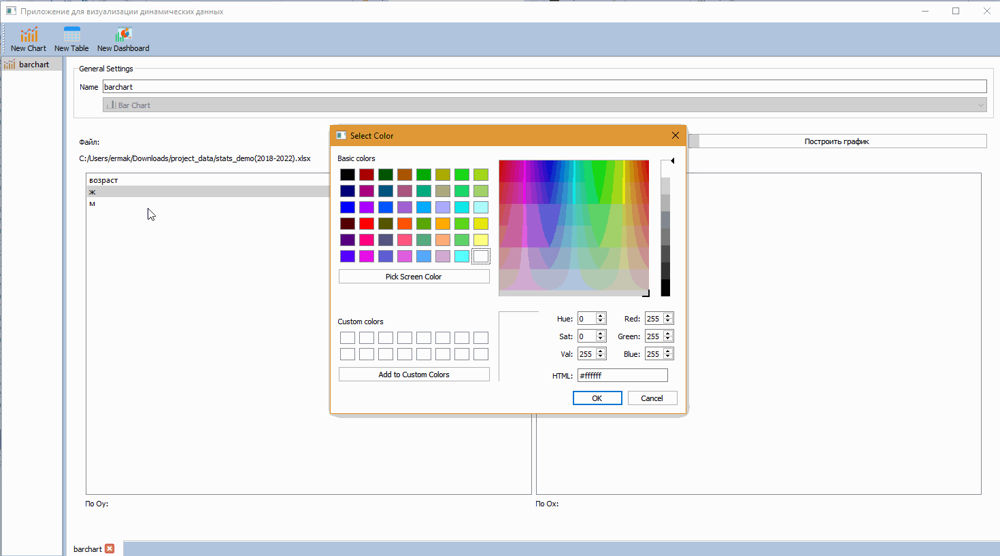 Приложение для визуализации динамических данных
New Chart New Table New Dashboard
barchart
General Settings
Name barchart
Bar Chart
Файл:
Построить график
C:/Users/ermak/Downloads/project_data/stats_demo(2018-2022).xlsx
возраст
ж
м
Select Color
Basic colors
Pick Screen Color
Custom colors
Add to Custom Colors
Hue: 0 Red: 255
Sat: 0 Green: 255
Val: 255 Blue: 255
HTML: #ffffff
OK Cancel
По Оу: По Ох:
barchart